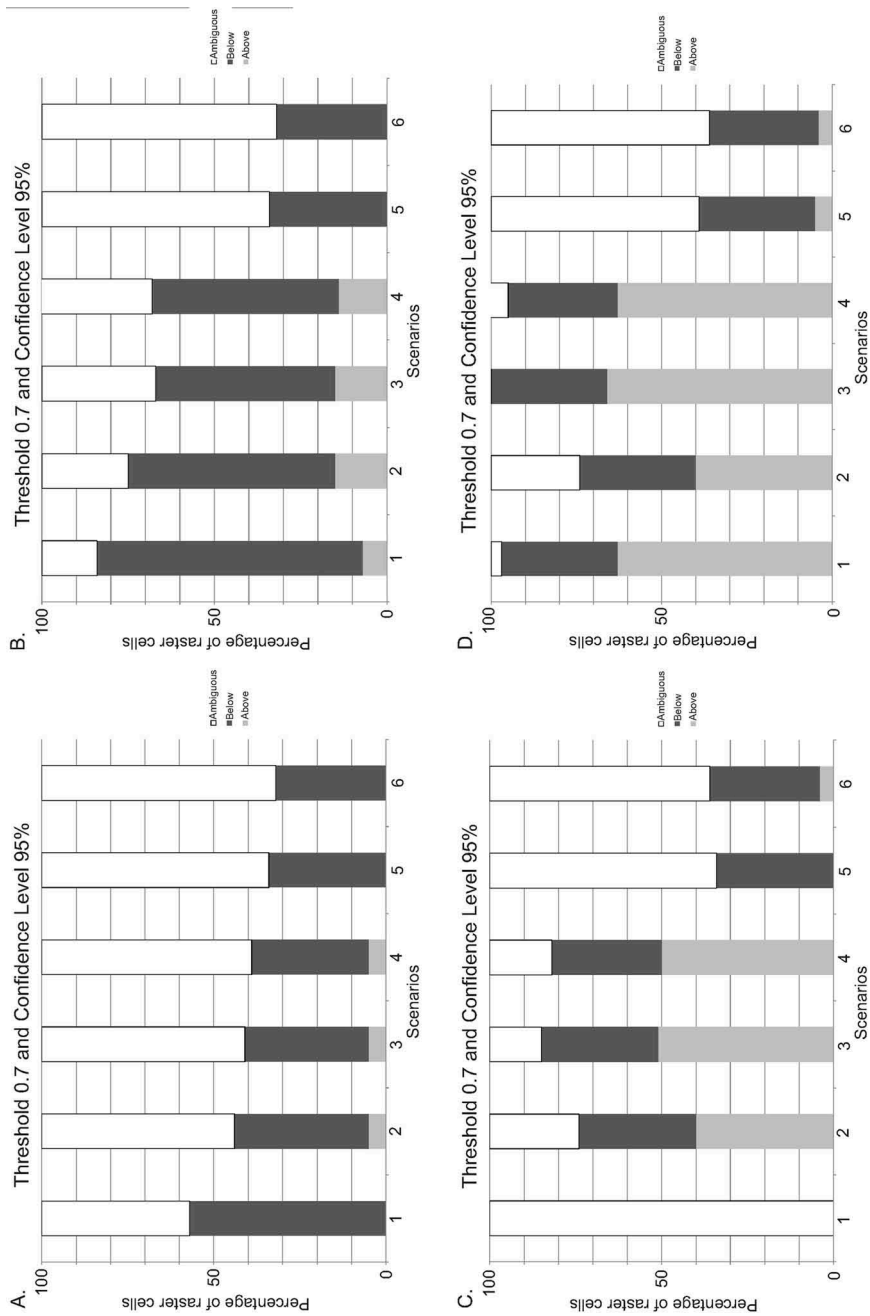 A.
Threshold 0.7 and Confidence Level 95%
100
50
0
Percentage of raster cells
1 2 3 4 5 6
Scenarios
Ambiguous
Below
Above
B.
Threshold 0.7 and Confidence Level 95%
100
50
0
Percentage of raster cells
1 2 3 4 5 6
Scenarios
Ambiguous
Below
Above
C.
Threshold 0.7 and Confidence Level 95%
100
50
0
Percentage of raster cells
1 2 3 4 5 6
Scenarios
Ambiguous
Below
Above
D.
Threshold 0.7 and Confidence Level 95%
100
50
0
Percentage of raster cells
1 2 3 4 5 6
Scenarios
Ambiguous
Below
Above